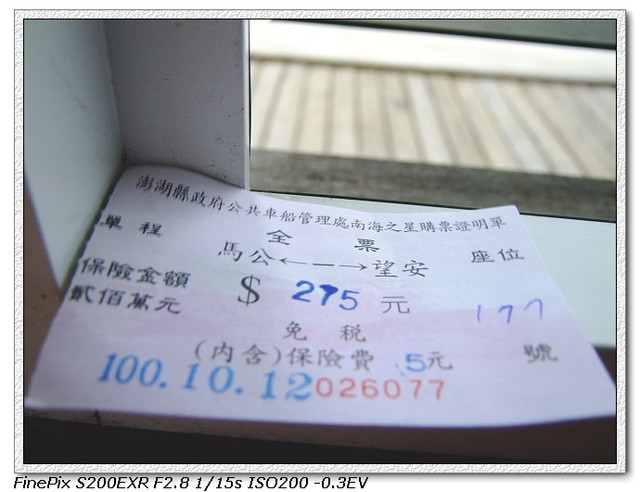 澎湖縣政府公共車船管理處南海之星購票證明單
單程 全票 座位
馬公←－→望安
保險金額 $ 275 元 177
貳佰萬元 免稅
(內含)保險費 5元 號
100.10.12 026077
FinePix S200EXR F2.8 1/15s ISO200 -0.3EV